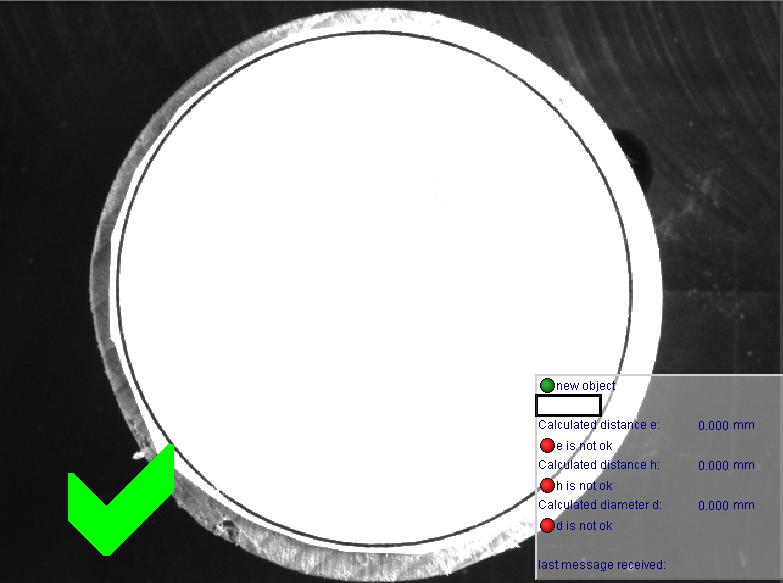 new object
Calculated distance e: 0.000 mm
e is not ok
Calculated distance h: 0.000 mm
h is not ok
Calculated diameter d: 0.000 mm
d is not ok
last message received: